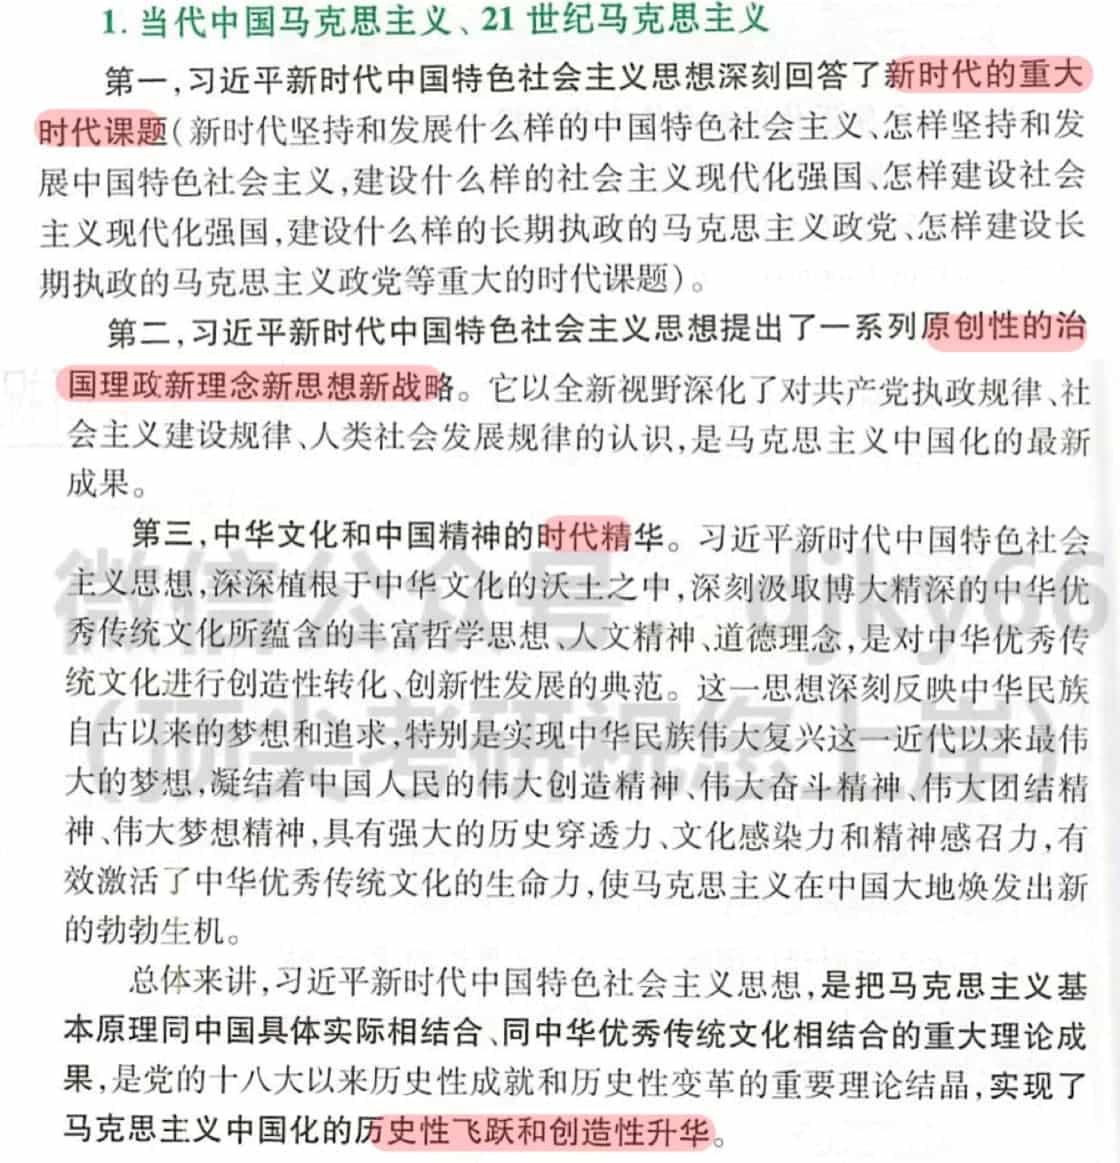 1. 当代中国马克思主义、21 世纪马克思主义
第一,习近平新时代中国特色社会主义思想深刻回答了新时代的重大
时代课题(新时代坚持和发展什么样的中国特色社会主义、怎样坚持和发
展中国特色社会主义,建设什么样的社会主义现代化强国、怎样建设社会
主义现代化强国,建设什么样的长期执政的马克思主义政党、怎样建设长
期执政的马克思主义政党等重大的时代课题)。
第二,习近平新时代中国特色社会主义思想提出了一系列原创性的治
国理政新理念新思想新战略。它以全新视野深化了对共产党执政规律、社
会主义建设规律、人类社会发展规律的认识,是马克思主义中国化的最新
成果。
第三,中华文化和中国精神的时代精华。习近平新时代中国特色社会
主义思想,深深植根于中华文化的沃土之中,深刻汲取博大精深的中华优
秀传统文化所蕴含的丰富哲学思想、人文精神、道德理念,是对中华优秀传
统文化进行创造性转化、创新性发展的典范。这一思想深刻反映中华民族
自古以来的梦想和追求,特别是实现中华民族伟大复兴这一近代以来最伟
大的梦想,凝结着中国人民的伟大创造精神、伟大奋斗精神、伟大团结精
神、伟大梦想精神,具有强大的历史穿透力、文化感染力和精神感召力,有
效激活了中华优秀传统文化的生命力,使马克思主义在中国大地焕发出新
的勃勃生机。
总体来讲,习近平新时代中国特色社会主义思想,是把马克思主义基
本原理同中国具体实际相结合、同中华优秀传统文化相结合的重大理论成
果,是党的十八大以来历史性成就和历史性变革的重要理论结晶,实现了
马克思主义中国化的历史性飞跃和创造性升华。
微信公众号: djky66
(顶尖考研祝您上岸)